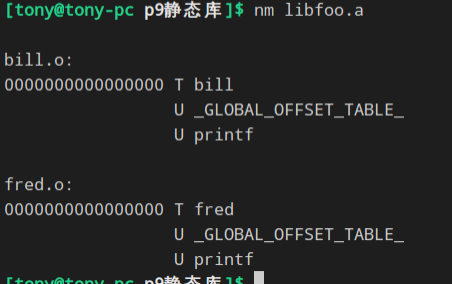 [tony@tony-pc p9静态库]$ nm libfoo.a
bill.o:
0000000000000000 T bill
U _GLOBAL_OFFSET_TABLE_
U printf
fred.o:
0000000000000000 T fred
U _GLOBAL_OFFSET_TABLE_
U printf
[tony@tony-pc p9静态库]$